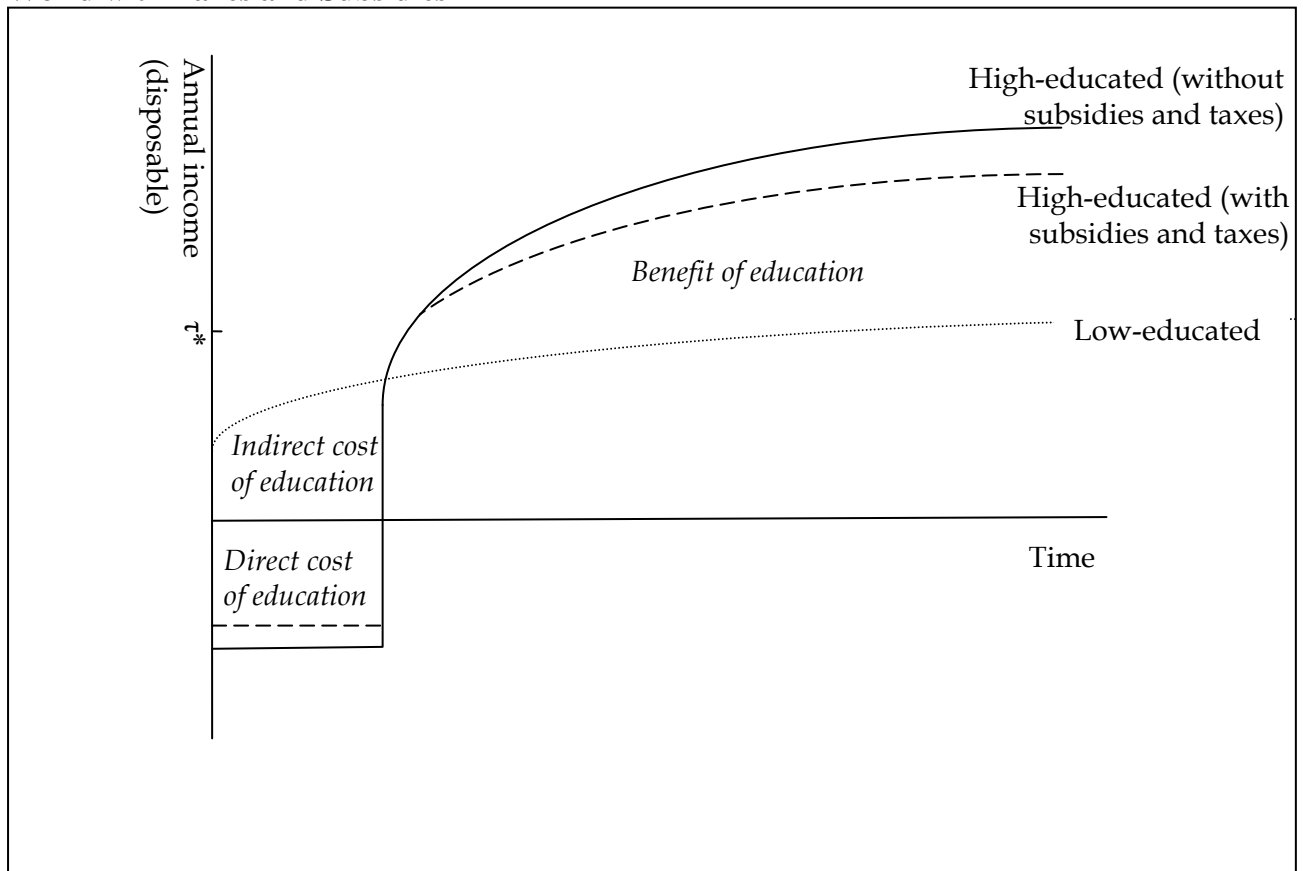 Annual income
(disposable)
High-educated (without
subsidies and taxes)
High-educated (with
subsidies and taxes)
Benefit of education
τ*
Low-educated
Indirect cost
of education
Direct cost
of education
Time